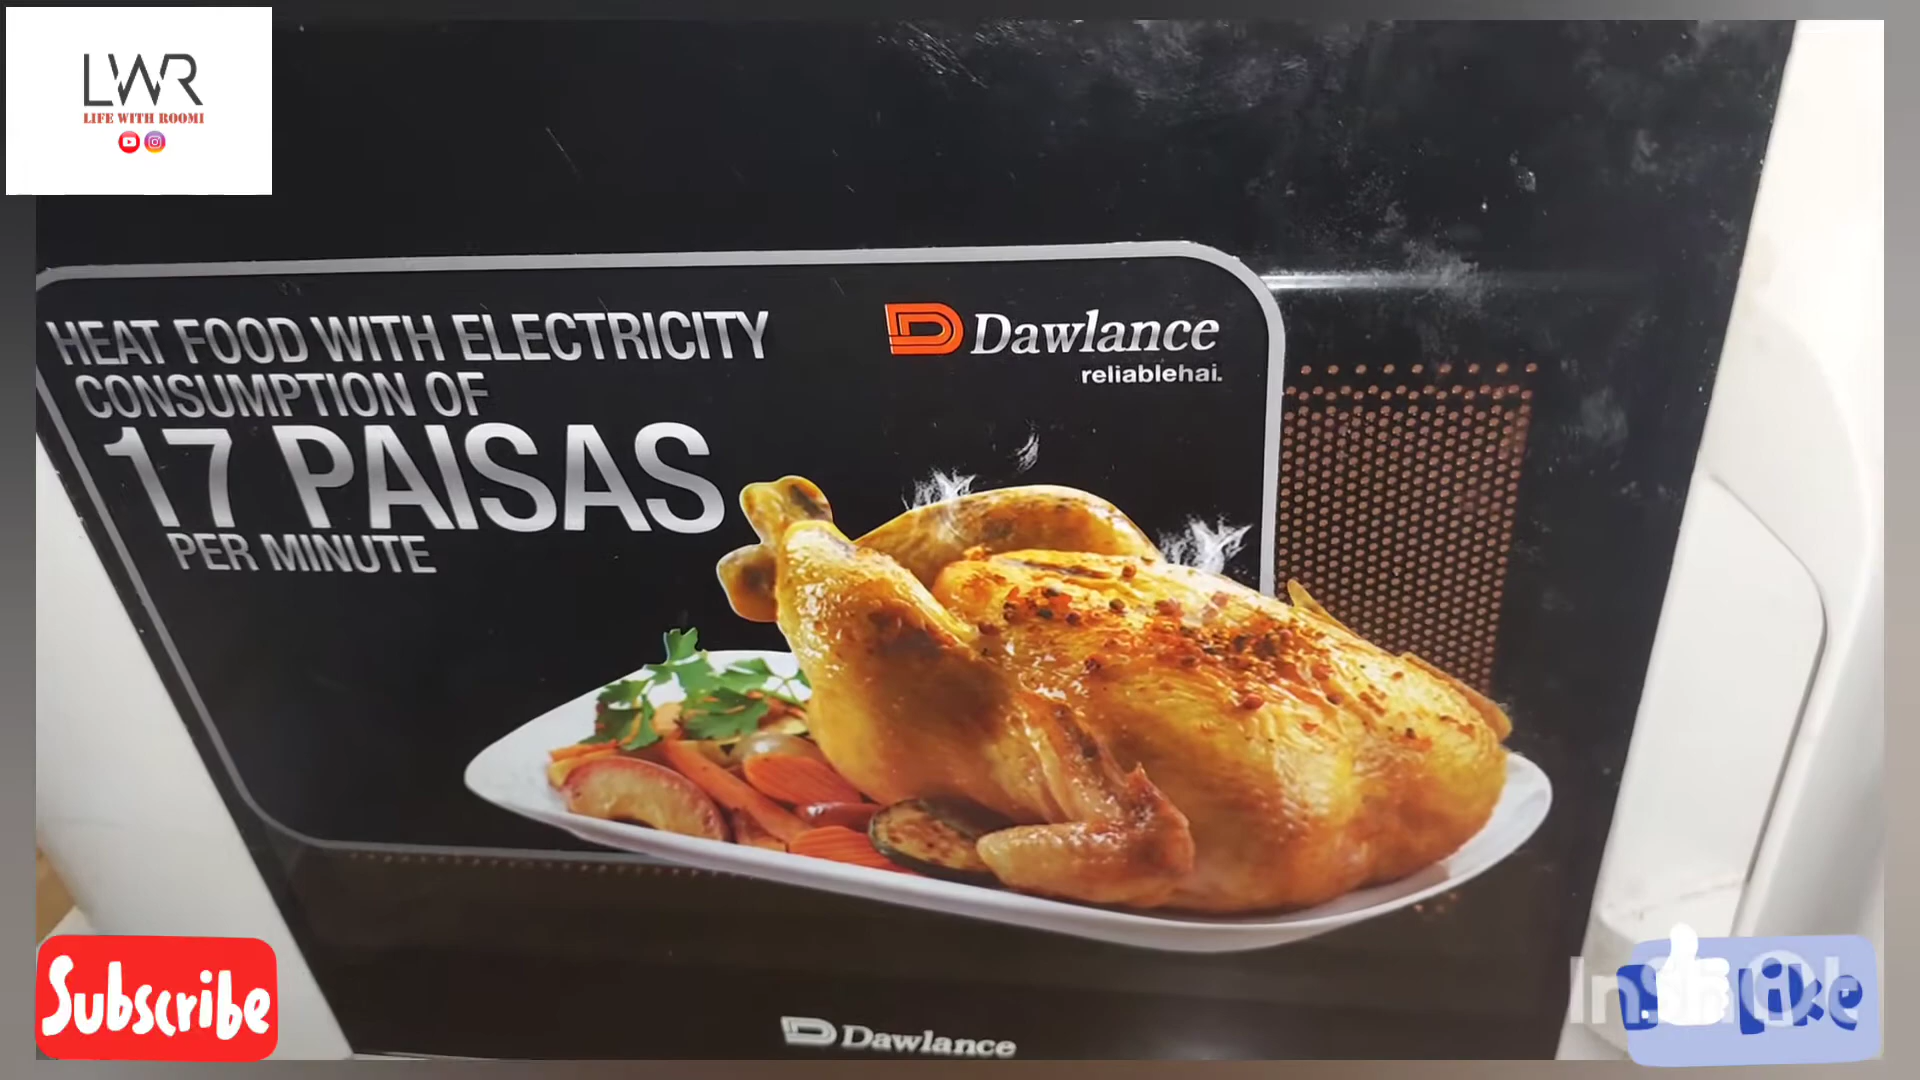 LWR
LIFE WITH ROOMI
HEAT FOOD WITH ELECTRICITY
CONSUMPTION OF
17 PAISAS
PER MINUTE
Dawlance
reliablehai.
Dawlance
Subscribe
InShOt
Like